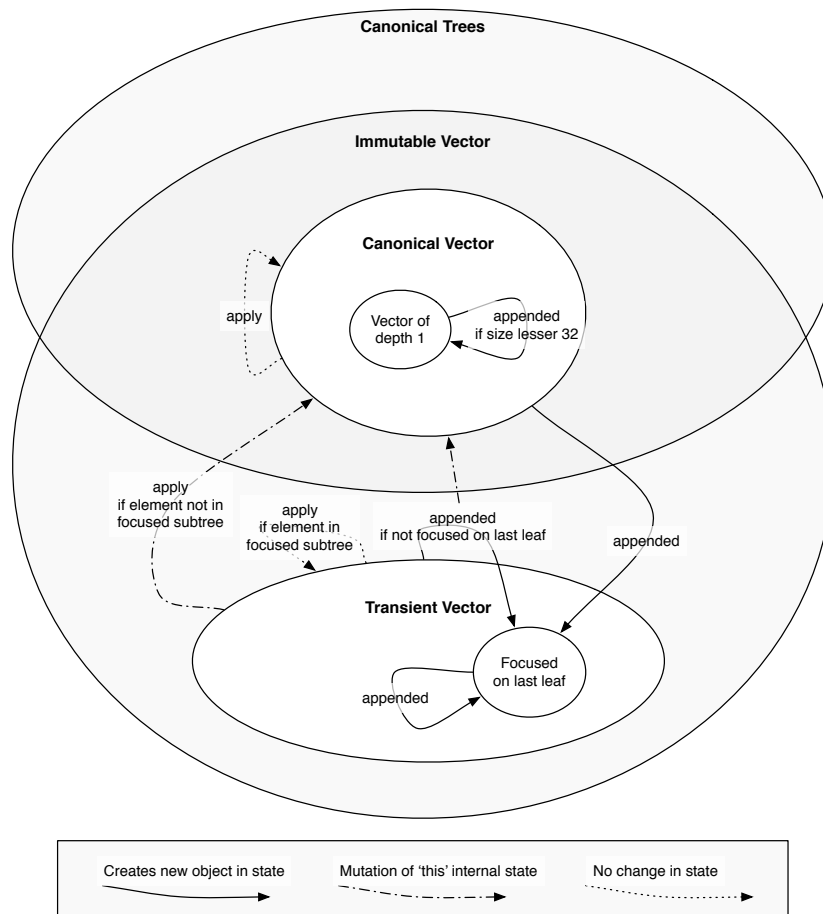 Canonical Trees
Immutable Vector
Canonical Vector
apply
Vector of
depth 1
appended
if size lesser 32
apply
if element not in
focused subtree
apply
if element in
focused subtree
appended
if not focused on last leaf
appended
Transient Vector
Focused
on last leaf
appended
Creates new object in state
Mutation of ‘this’ internal state
No change in state